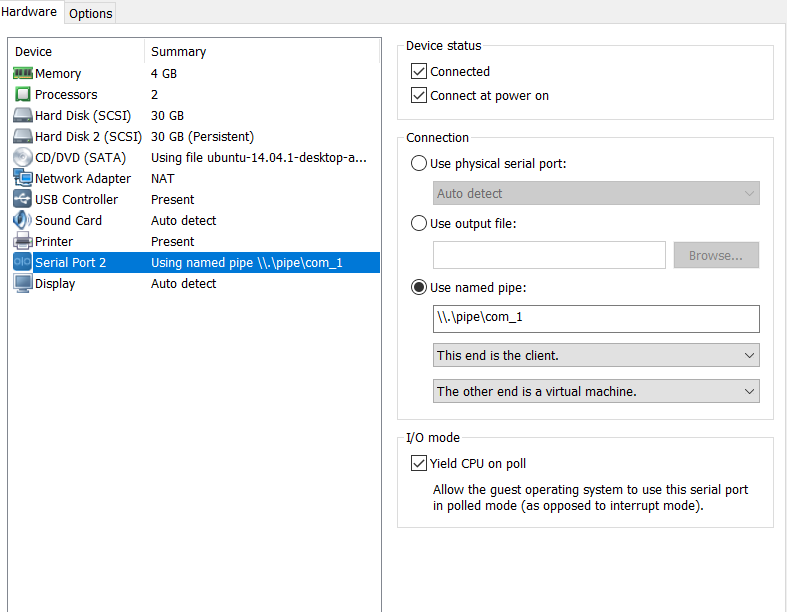 Hardware Options
Device Summary
Memory 4 GB
Processors 2
Hard Disk (SCSI) 30 GB
Hard Disk 2 (SCSI) 30 GB (Persistent)
CD/DVD (SATA) Using file ubuntu-14.04.1-desktop-a...
Network Adapter NAT
USB Controller Present
Sound Card Auto detect
Printer Present
Serial Port 2 Using named pipe \\.\pipe\com_1
Display Auto detect
Device status
Connected
Connect at power on
Connection
Use physical serial port:
Auto detect
Use output file:
Browse...
Use named pipe:
\\.\pipe\com_1
This end is the client.
The other end is a virtual machine.
I/O mode
Yield CPU on poll
Allow the guest operating system to use this serial port
in polled mode (as opposed to interrupt mode).